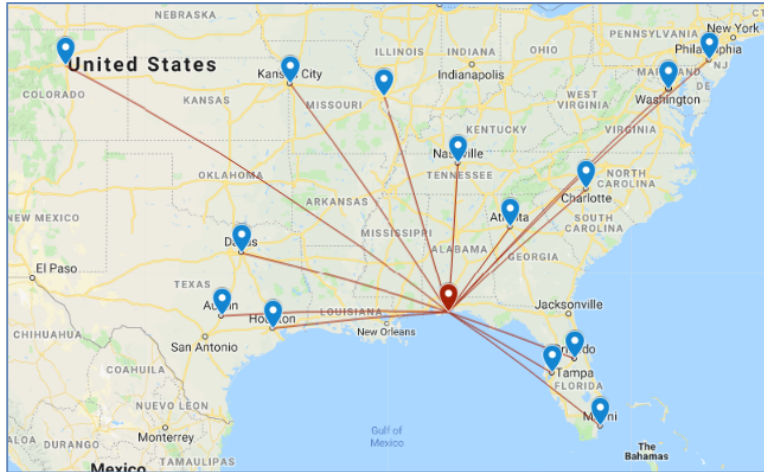 NEBRASKA
PENNSYLVANIA
New York
ILLINOIS
INDIANA
OHIO
Philadelphia
United States
Kansas City
Indianapolis
MARYLAND
NJ
COLORADO
KANSAS
MISSOURI
WEST
VIRGINIA
DE
Washington
KENTUCKY
VIRGINIA
Nashville
TENNESSEE
OKLAHOMA
ARKANSAS
NORTH
CAROLINA
Charlotte
NEW MEXICO
MISSISSIPPI
Atlanta
SOUTH
CAROLINA
Dallas
ALABAMA
GEORGIA
El Paso
TEXAS
Austin
Houston
LOUISIANA
Jacksonville
New Orleans
CHIHUAHUA
San Antonio
Orlando
Tampa
FLORIDA
COAHUILA
NUEVO LEON
Miami
Monterrey
Gulf of
Mexico
DURANGO
The
Bahamas
TAMAULIPAS
Mexico